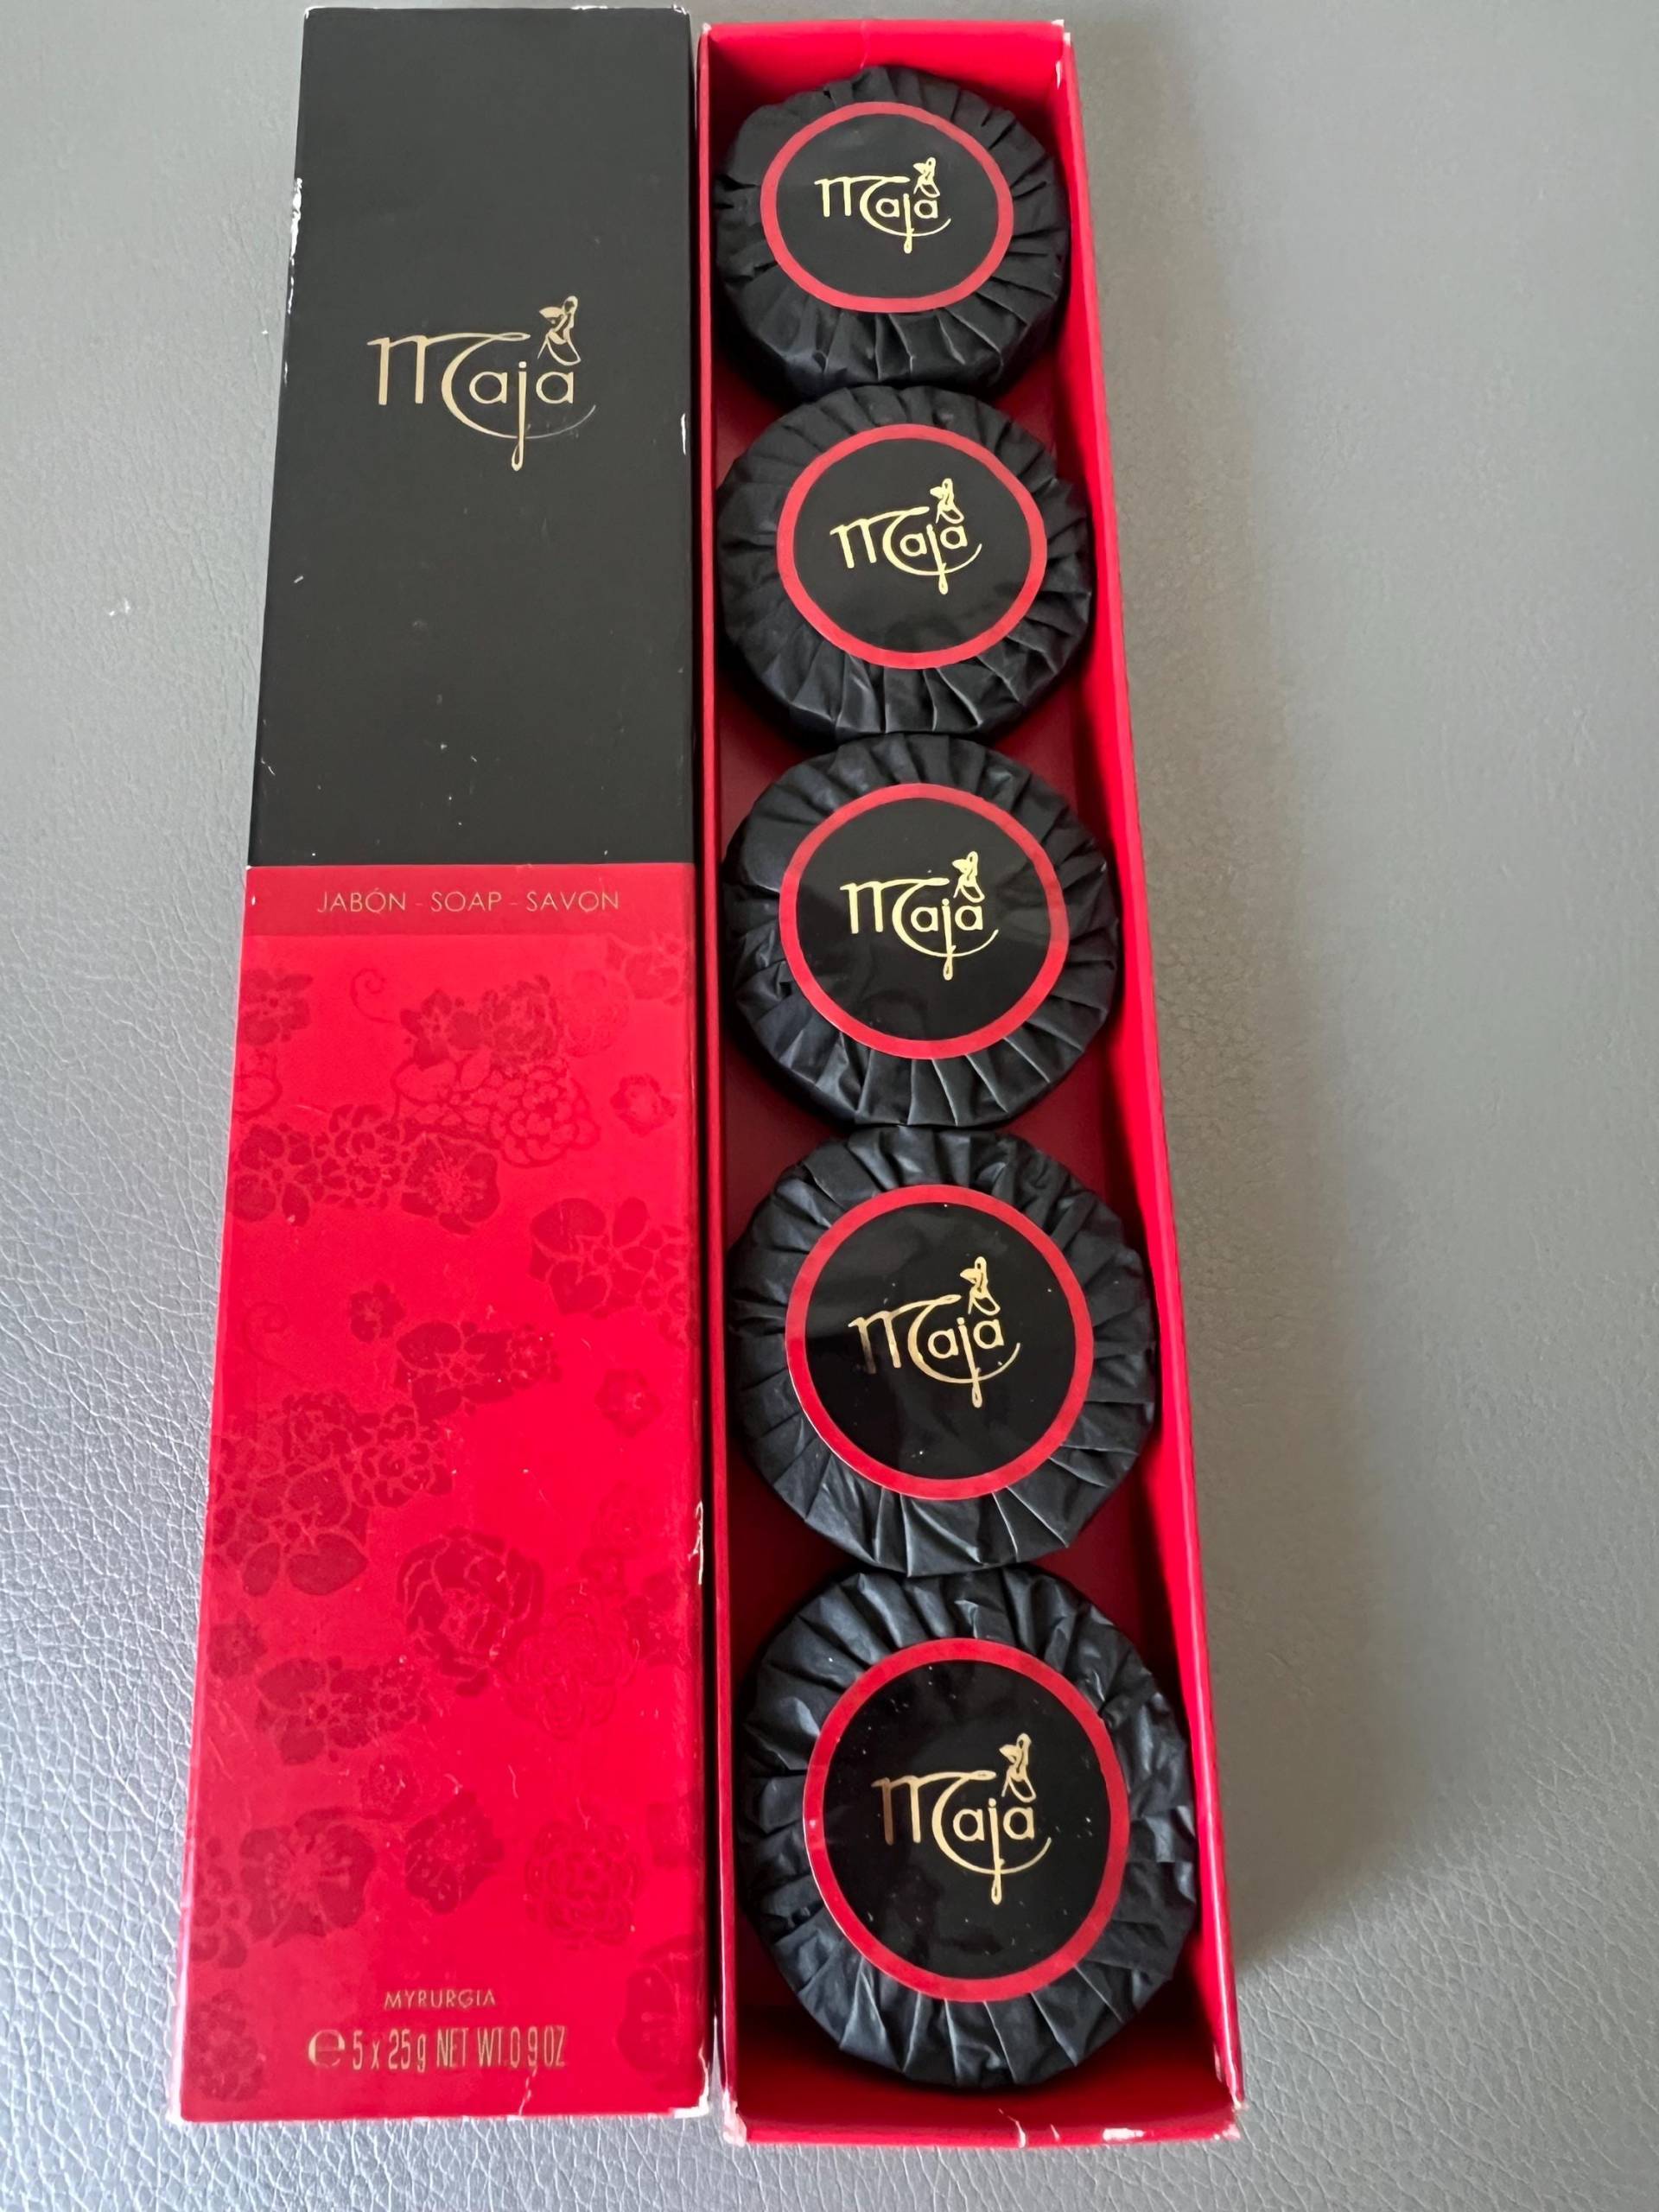 Maja
JABÓN - SOAP - SAVON
MYRURGIA
℮ 5 x 25 g NET WT.0.9 OZ
Maja
Maja
Maja
Maja
Maja